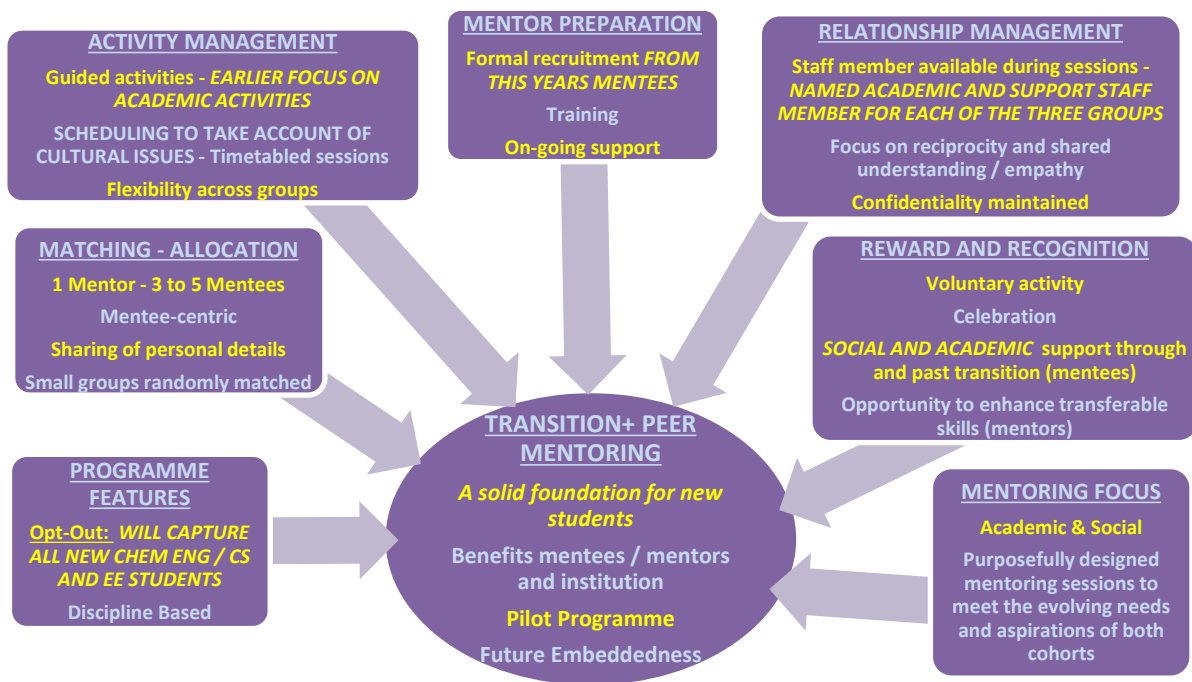 ACTIVITY MANAGEMENT
Guided activities - EARLIER FOCUS ON
ACADEMIC ACTIVITIES
SCHEDULING TO TAKE ACCOUNT OF
CULTURAL ISSUES - Timetabled sessions
Flexibility across groups
MENTOR PREPARATION
Formal recruitment FROM
THIS YEARS MENTEES
Training
On-going support
RELATIONSHIP MANAGEMENT
Staff member available during sessions -
NAMED ACADEMIC AND SUPPORT STAFF
MEMBER FOR EACH OF THE THREE GROUPS
Focus on reciprocity and shared
understanding / empathy
Confidentiality maintained
MATCHING - ALLOCATION
1 Mentor - 3 to 5 Mentees
Mentee-centric
Sharing of personal details
Small groups randomly matched
REWARD AND RECOGNITION
Voluntary activity
Celebration
SOCIAL AND ACADEMIC support through
and past transition (mentees)
Opportunity to enhance transferable
skills (mentors)
PROGRAMME
FEATURES
Opt-Out: WILL CAPTURE
ALL NEW CHEM ENG / CS
AND EE STUDENTS
Discipline Based
TRANSITION+ PEER
MENTORING
A solid foundation for new
students
Benefits mentees / mentors
and institution
Pilot Programme
Future Embeddedness
MENTORING FOCUS
Academic & Social
Purposefully designed
mentoring sessions to
meet the evolving needs
and aspirations of both
cohorts